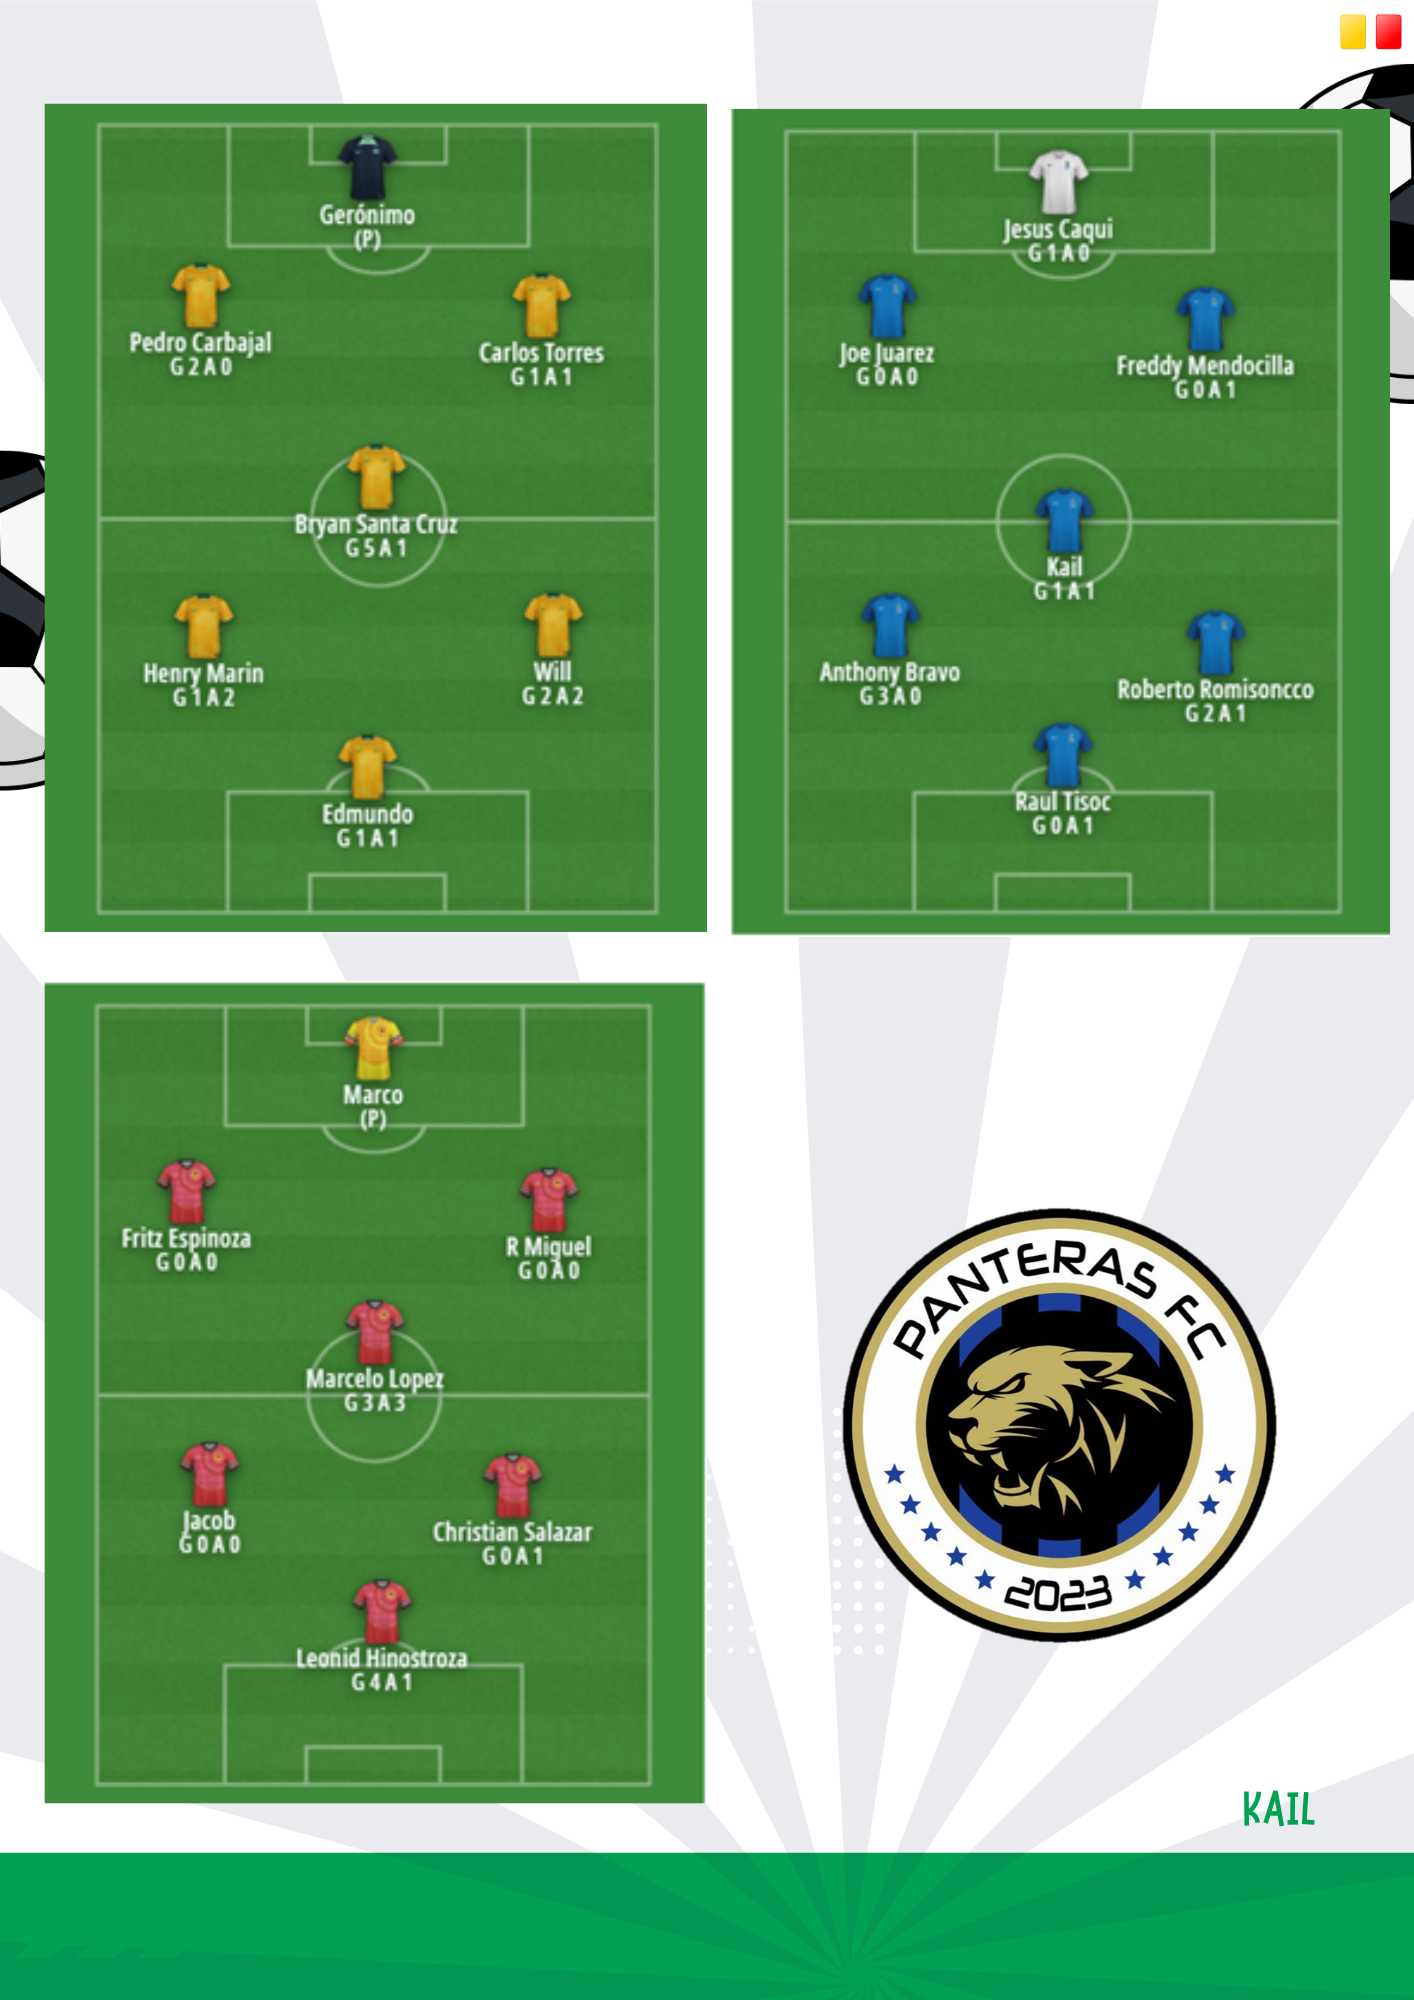 Gerónimo
(P)
Pedro Carbajal
G 2 A 0
Carlos Torres
G 1 A 1
Bryan Santa Cruz
G 5 A 1
Henry Marin
G 1 A 2
Will
G 2 A 2
Edmundo
G 1 A 1
Jesus Caqui
G 1 A 0
Joe Juarez
G 0 A 0
Freddy Mendocilla
G 0 A 1
Kail
G 1 A 1
Anthony Bravo
G 3 A 0
Roberto Romisoncco
G 2 A 1
Raul Tisoc
G 0 A 1
Marco
(P)
Fritz Espinoza
G 0 A 0
R Miguel
G 0 A 0
Marcelo Lopez
G 3 A 3
Jacob
G 0 A 0
Christian Salazar
G 0 A 1
Leonid Hinostroza
G 4 A 1
PANTERAS FC
2023
KAIL